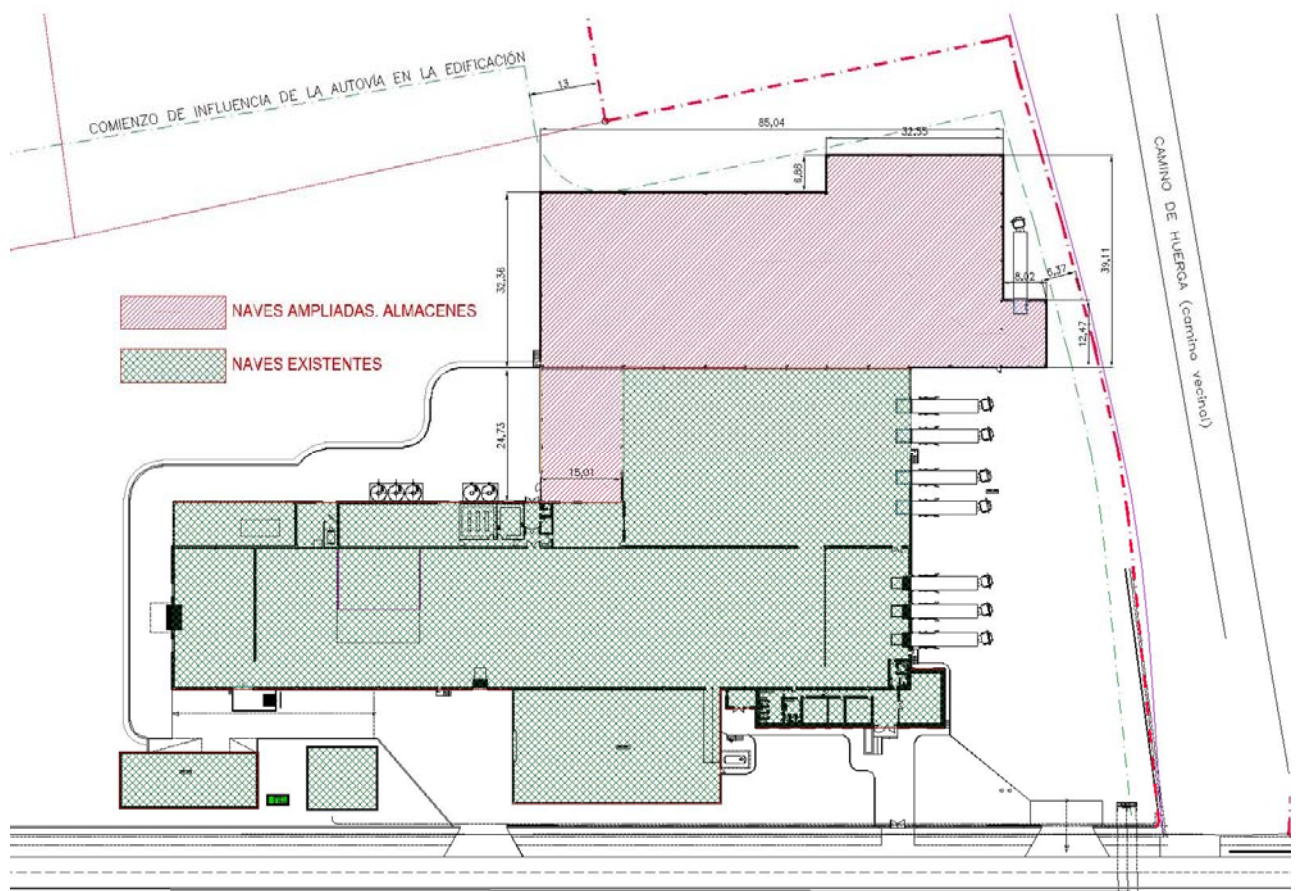 COMIENZO DE INFLUENCIA DE LA AUTOVÍA EN LA EDIFICACIÓN
13
85,04
32.55
6,88
32,36
39,11
8,02
6,37
12,47
NAVES AMPLIADAS. ALMACENES
NAVES EXISTENTES
24,73
15,01
CAMINO DE HUERGA (camino vecinal)